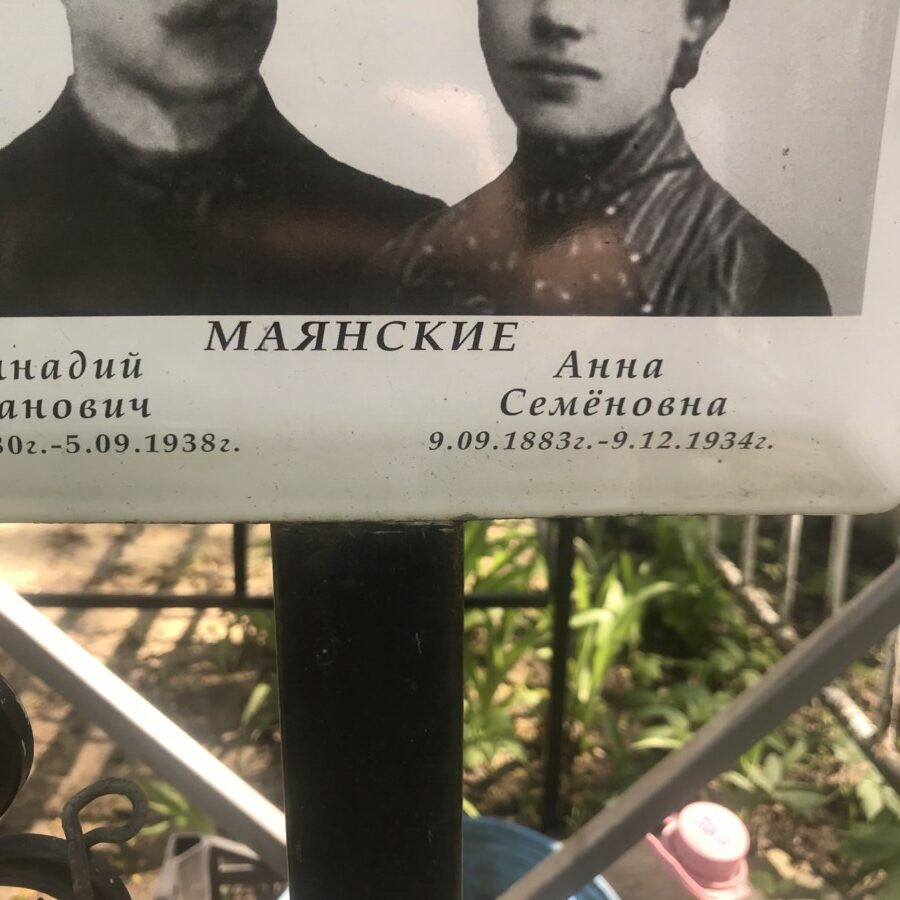 МАЯНСКИЕ
надий
анович
30г.-5.09.1938г.
Анна
Семёновна
9.09.1883г.-9.12.1934г.